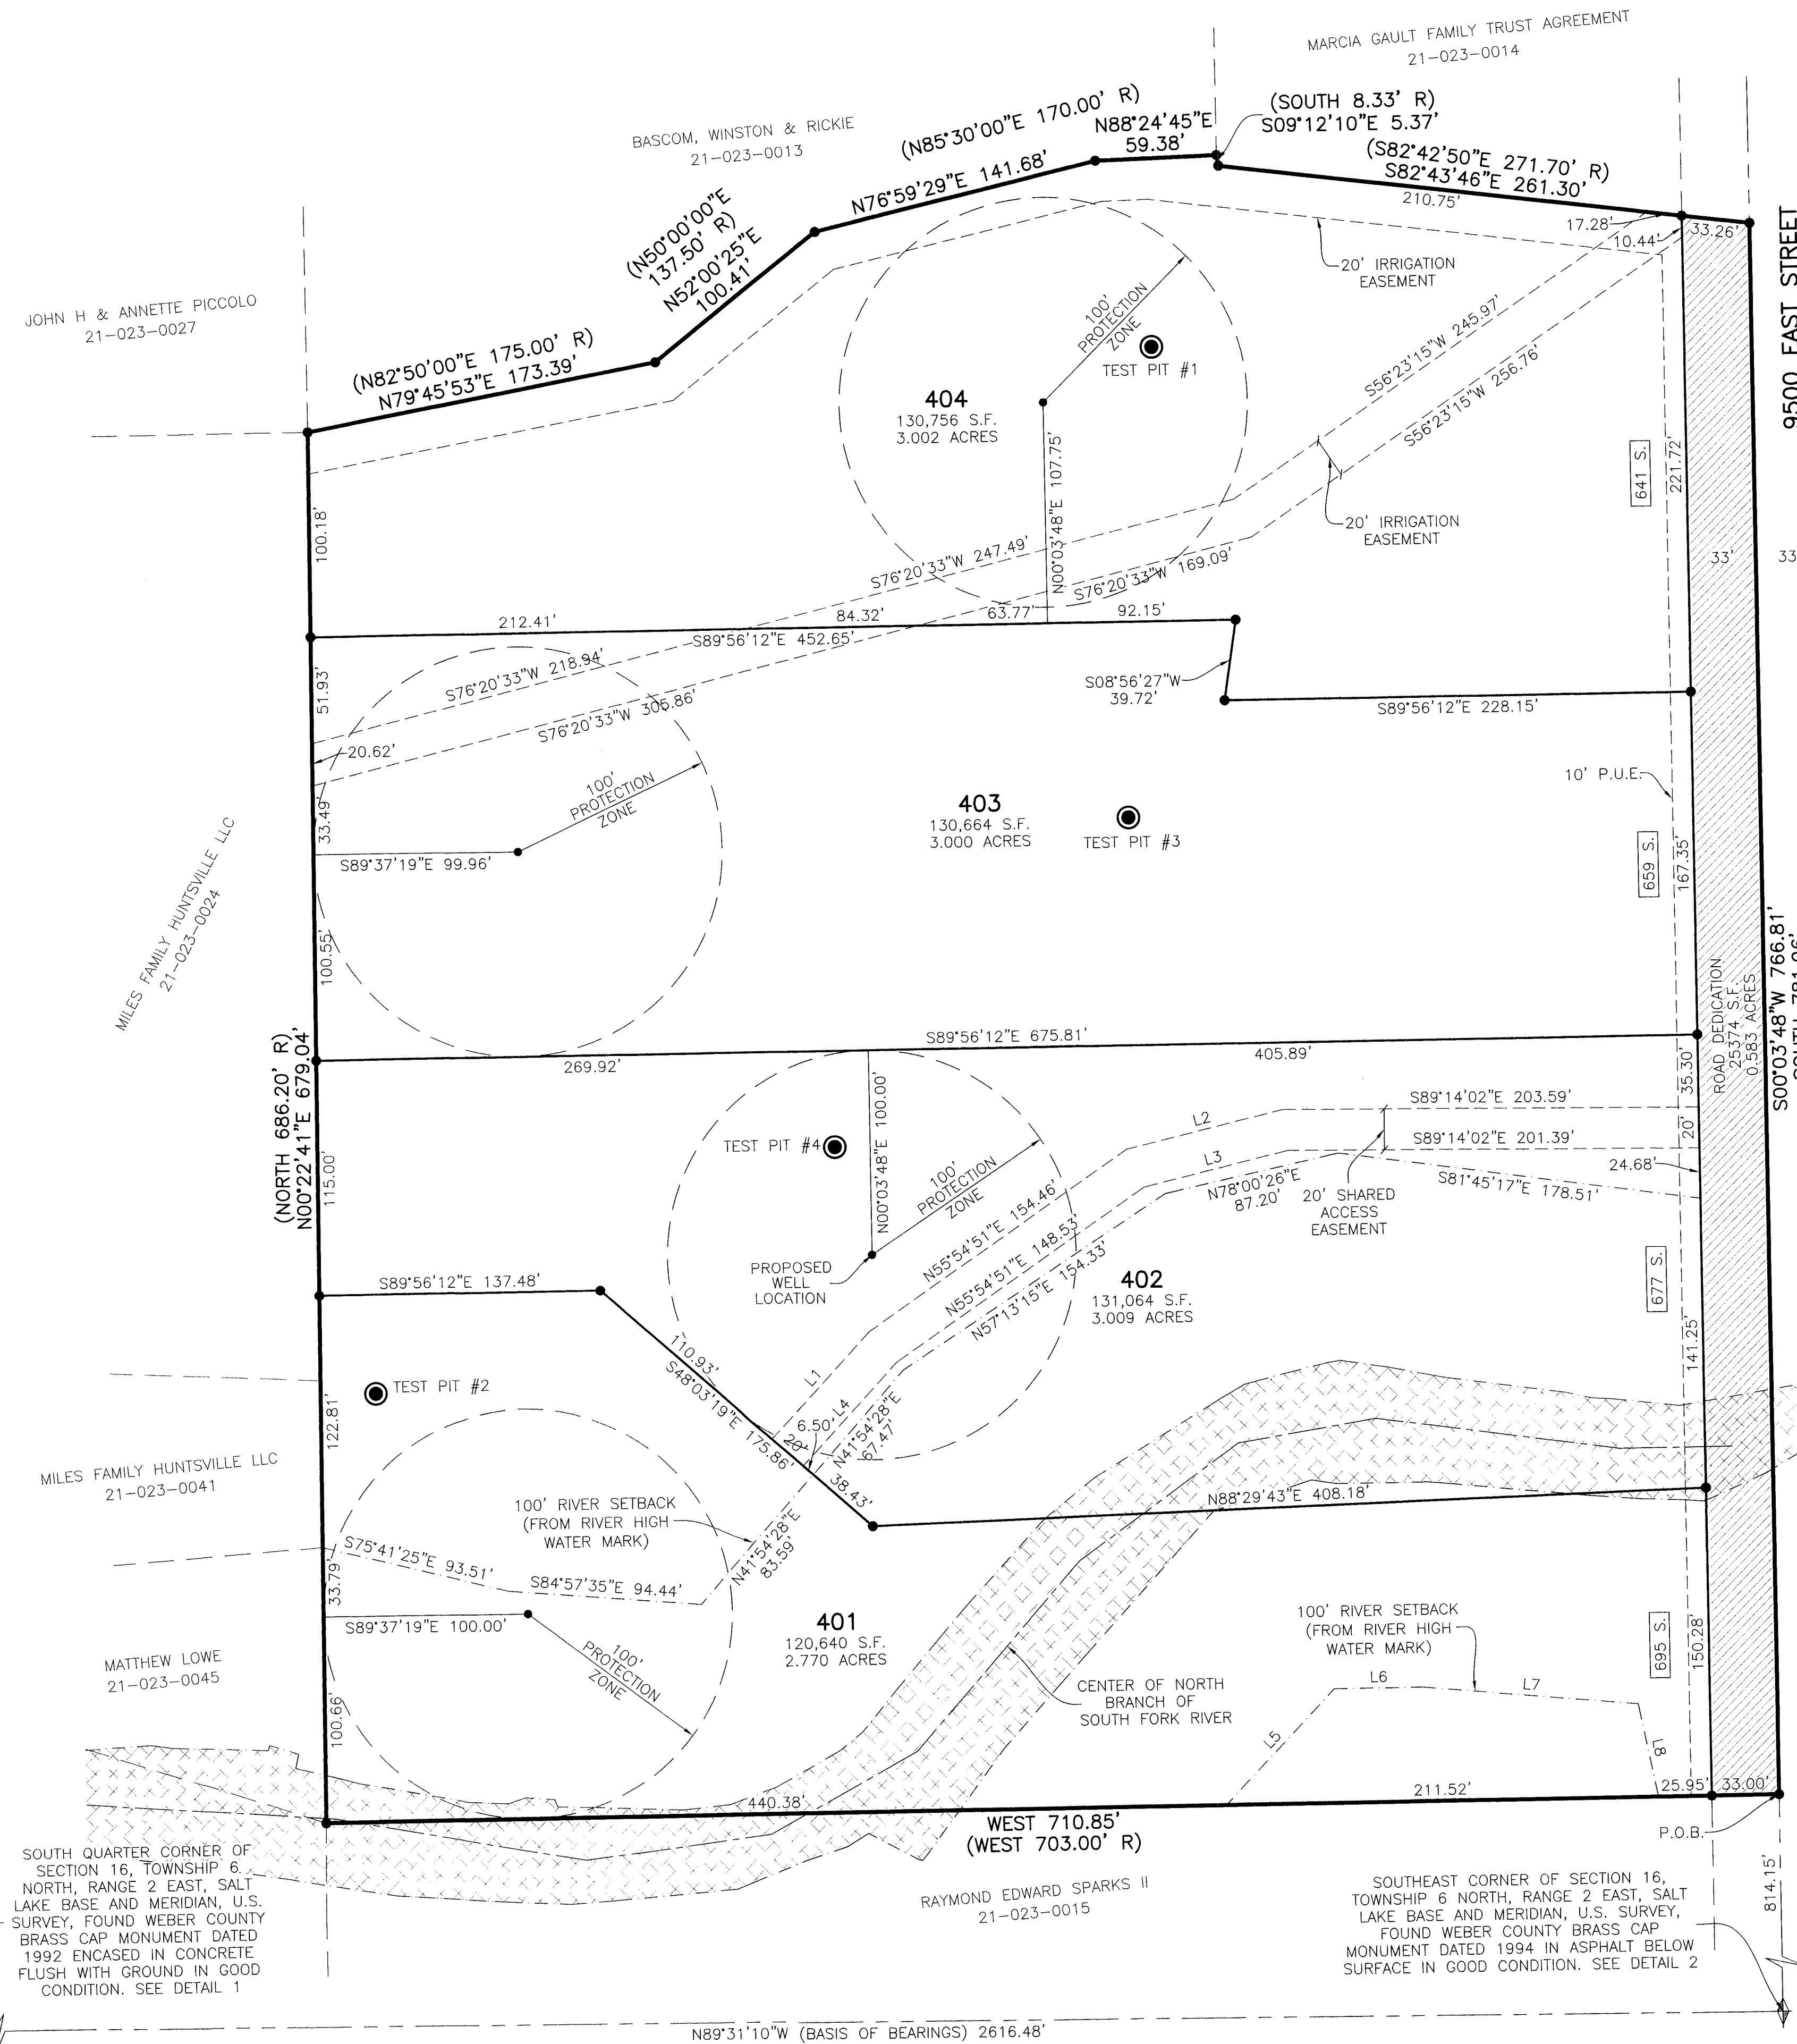 MARCIA GAULT FAMILY TRUST AGREEMENT
21-023-0014
BASCOM, WINSTON & RICKIE
21-023-0013
(N85°30'00"E 170.00' R)
N76°59'29"E 141.68'
N88°24'45"E
59.38'
(SOUTH 8.33' R)
S09°12'10"E 5.37'
(S82°42'50"E 271.70' R)
S82°43'46"E 261.30'
210.75'
17.28'
10.44'
33.26'
9500 EAST STREET
(N50°00'00"E
137.50' R)
N52°00'25"E
100.41'
JOHN H & ANNETTE PICCOLO
21-023-0027
(N82°50'00"E 175.00' R)
N79°45'53"E 173.39'
20' IRRIGATION
EASEMENT
100'
PROTECTION
ZONE
TEST PIT #1
404
130,756 S.F.
3.002 ACRES
S56°23'15"W 245.97'
S56°23'15"W 256.76'
641 S.
221.72'
20' IRRIGATION
EASEMENT
33'
33
100.18'
N00°03'48"E 107.75'
S76°20'33"W 247.49'
S76°20'33"W 169.09'
212.41'
84.32'
63.77'
92.15'
S89°56'12"E 452.65'
S08°56'27"W
39.72'
S89°56'12"E 228.15'
51.93'
S76°20'33"W 218.94'
S76°20'33"W 305.86'
20.62'
33.49'
100'
PROTECTION
ZONE
S89°37'19"E 99.96'
403
130,664 S.F.
3.000 ACRES
TEST PIT #3
10' P.U.E.
659 S.
167.35'
MILES FAMILY HUNTSVILLE LLC
21-023-0024
100.55'
ROAD DEDICATION
25374 S.F.
0.583 ACRES
S00°03'48"W 766.81'
(NORTH 686.20' R)
N00°22'41"E 679.04'
S89°56'12"E 675.81'
269.92'
405.89'
35.30'
S89°14'02"E 203.59'
20'
S89°14'02"E 201.39'
24.68'
S81°45'17"E 178.51'
L2
L3
N78°00'26"E
87.20'
20' SHARED
ACCESS
EASEMENT
TEST PIT #4
N00°03'48"E 100.00'
100'
PROTECTION
ZONE
115.00'
N55°54'51"E 154.46'
N55°54'51"E 148.53'
N57°13'15"E 154.33'
PROPOSED
WELL
LOCATION
402
131,064 S.F.
3.009 ACRES
677 S.
141.25'
S89°56'12"E 137.48'
110.93'
S48°03'19"E 175.86'
L1
L4
6.50'
20'
N41°54'28"E
67.47'
38.43'
TEST PIT #2
122.81'
N88°29'43"E 408.18'
MILES FAMILY HUNTSVILLE LLC
21-023-0041
100' RIVER SETBACK
(FROM RIVER HIGH
WATER MARK)
N41°54'28"E
83.59'
S75°41'25"E 93.51'
S84°57'35"E 94.44'
33.79'
S89°37'19"E 100.00'
401
120,640 S.F.
2.770 ACRES
100'
PROTECTION
ZONE
MATTHEW LOWE
21-023-0045
100.66'
100' RIVER SETBACK
(FROM RIVER HIGH
WATER MARK)
695 S.
150.28'
L6
L7
L5
L8
CENTER OF NORTH
BRANCH OF
SOUTH FORK RIVER
440.38'
211.52'
25.95'
33.00'
WEST 710.85'
(WEST 703.00' R)
P.O.B.
814.15'
SOUTH QUARTER CORNER OF
SECTION 16, TOWNSHIP 6
NORTH, RANGE 2 EAST, SALT
LAKE BASE AND MERIDIAN, U.S.
SURVEY, FOUND WEBER COUNTY
BRASS CAP MONUMENT DATED
1992 ENCASED IN CONCRETE
FLUSH WITH GROUND IN GOOD
CONDITION. SEE DETAIL 1
RAYMOND EDWARD SPARKS II
21-023-0015
SOUTHEAST CORNER OF SECTION 16,
TOWNSHIP 6 NORTH, RANGE 2 EAST, SALT
LAKE BASE AND MERIDIAN, U.S. SURVEY,
FOUND WEBER COUNTY BRASS CAP
MONUMENT DATED 1994 IN ASPHALT BELOW
SURFACE IN GOOD CONDITION. SEE DETAIL 2
N89°31'10"W (BASIS OF BEARINGS) 2616.48'